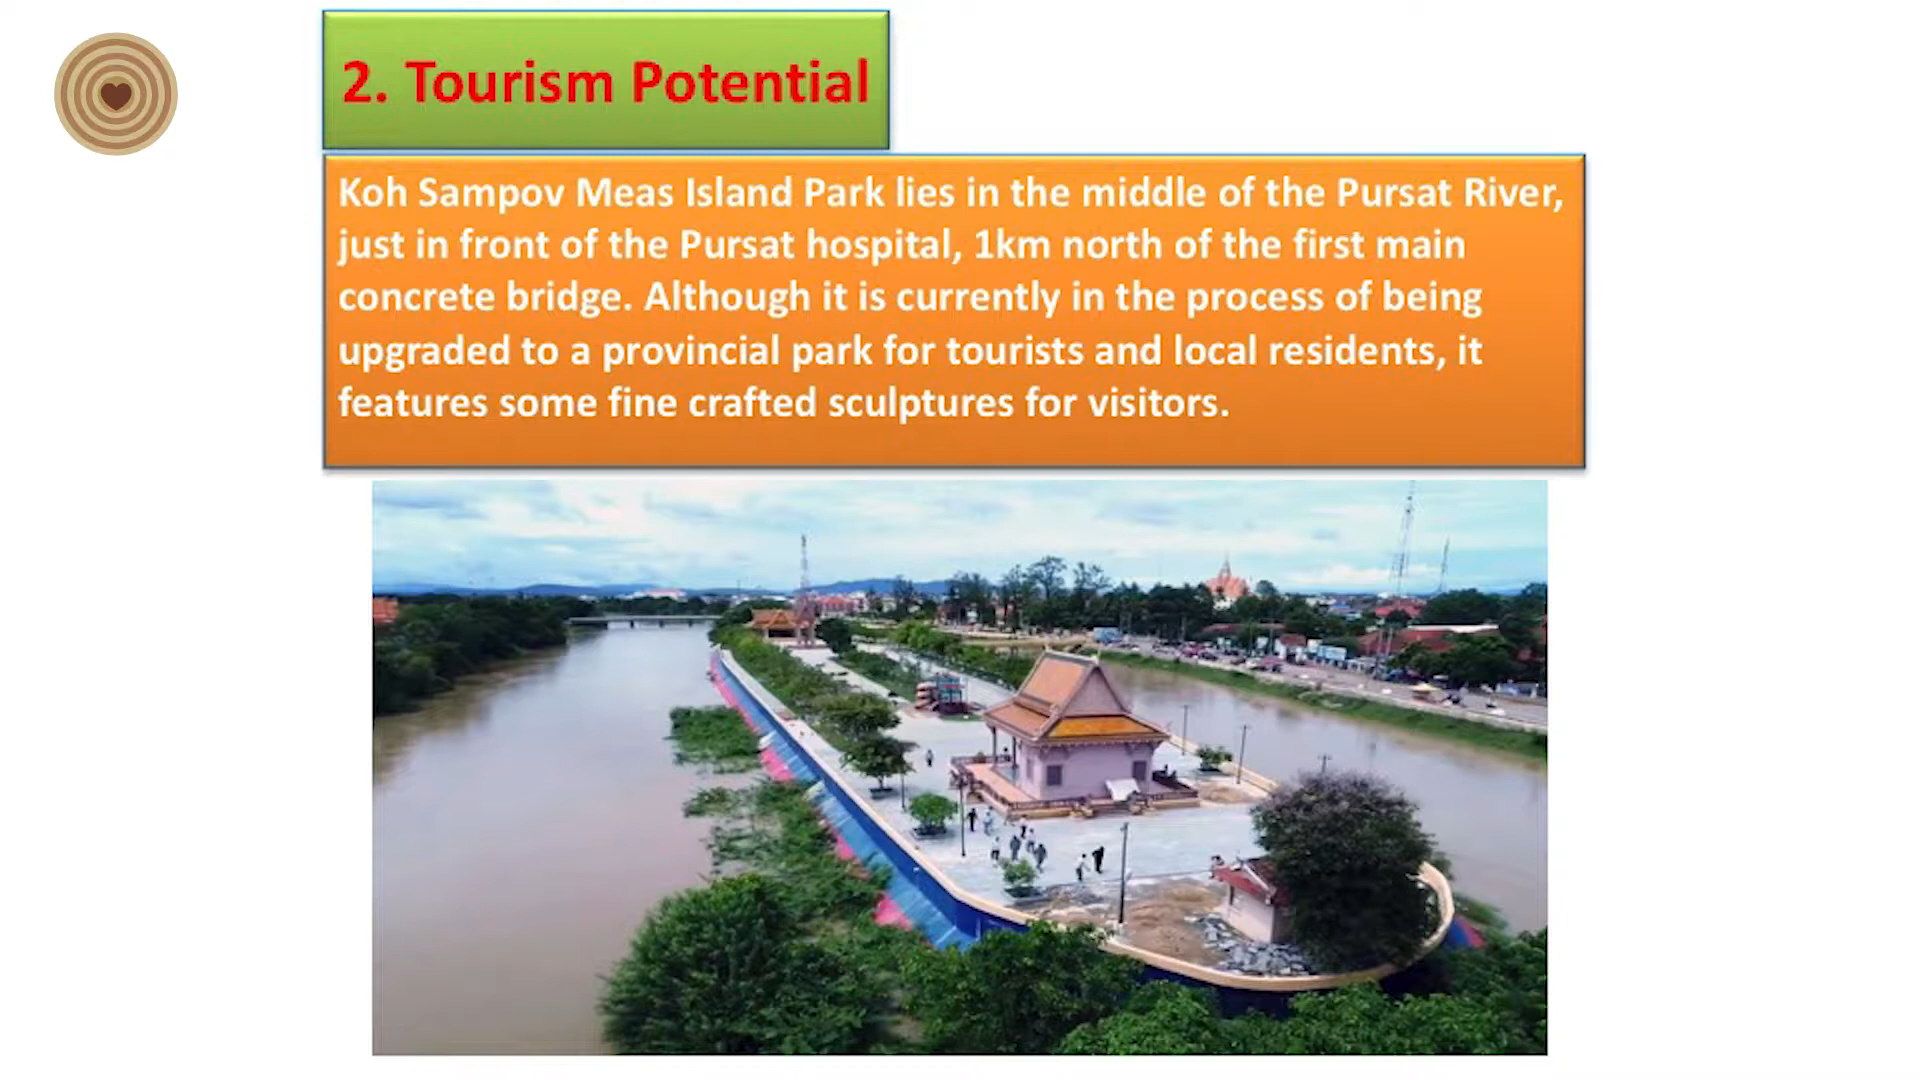 2. Tourism Potential
Koh Sampov Meas Island Park lies in the middle of the Pursat River,
just in front of the Pursat hospital, 1km north of the first main
concrete bridge. Although it is currently in the process of being
upgraded to a provincial park for tourists and local residents, it
features some fine crafted sculptures for visitors.